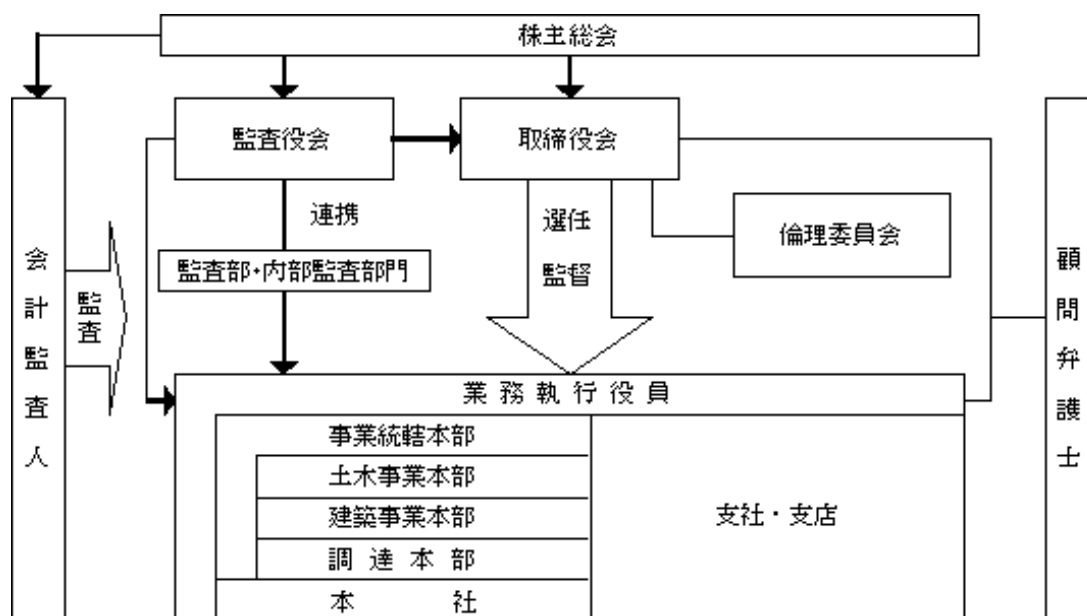 株主総会
監査役会
取締役会
連携
選任
監督
倫理委員会
監査部・内部監査部門
会計監査人
監査
顧問弁護士
業務執行役員
事業統轄本部
土木事業本部
建築事業本部
調達本部
本社
支社・支店